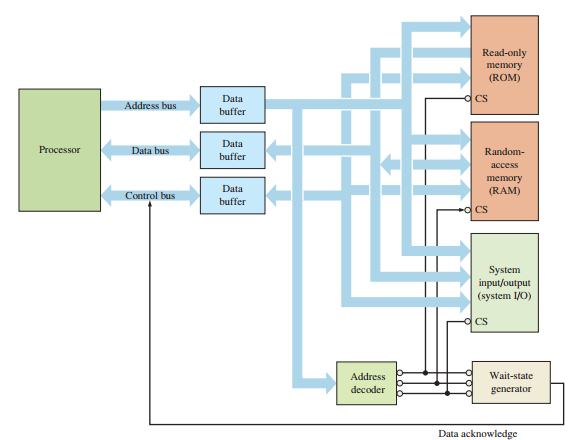 Processor
Address bus
Data bus
Control bus
Data
buffer
Data
buffer
Data
buffer
Read-only
memory
(ROM)
CS
Random-
access
memory
(RAM)
CS
System
input/output
(system I/O)
CS
Address
decoder
Wait-state
generator
Data acknowledge